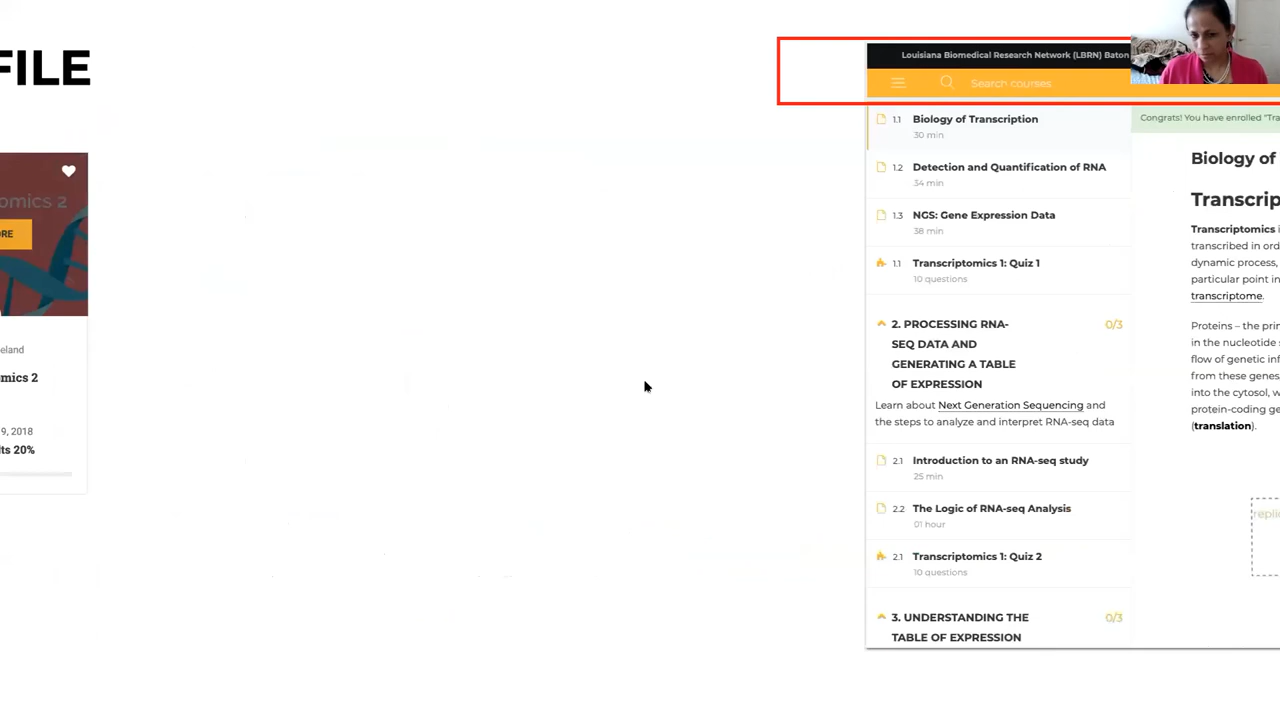 FILE
omics 2
ORE
eland
omics 2
9, 2018
lts 20%
Louisiana Biomedical Research Network (LBRN) Baton
Search courses
1.1 Biology of Transcription
30 min
1.2 Detection and Quantification of RNA
34 min
1.3 NGS: Gene Expression Data
38 min
1.1 Transcriptomics 1: Quiz 1
10 questions
2. PROCESSING RNA-
SEQ DATA AND
GENERATING A TABLE
OF EXPRESSION
0/3
Learn about Next Generation Sequencing and
the steps to analyze and interpret RNA-seq data
2.1 Introduction to an RNA-seq study
25 min
2.2 The Logic of RNA-seq Analysis
01 hour
2.1 Transcriptomics 1: Quiz 2
10 questions
3. UNDERSTANDING THE
TABLE OF EXPRESSION
0/3
Congrats! You have enrolled "Tra
Biology of
Transcrip
Transcriptomics i
transcribed in ord
dynamic process,
particular point in
transcriptome.
Proteins – the prin
in the nucleotide s
flow of genetic inf
from these genes,
into the cytosol, w
protein-coding ge
(translation).
replic